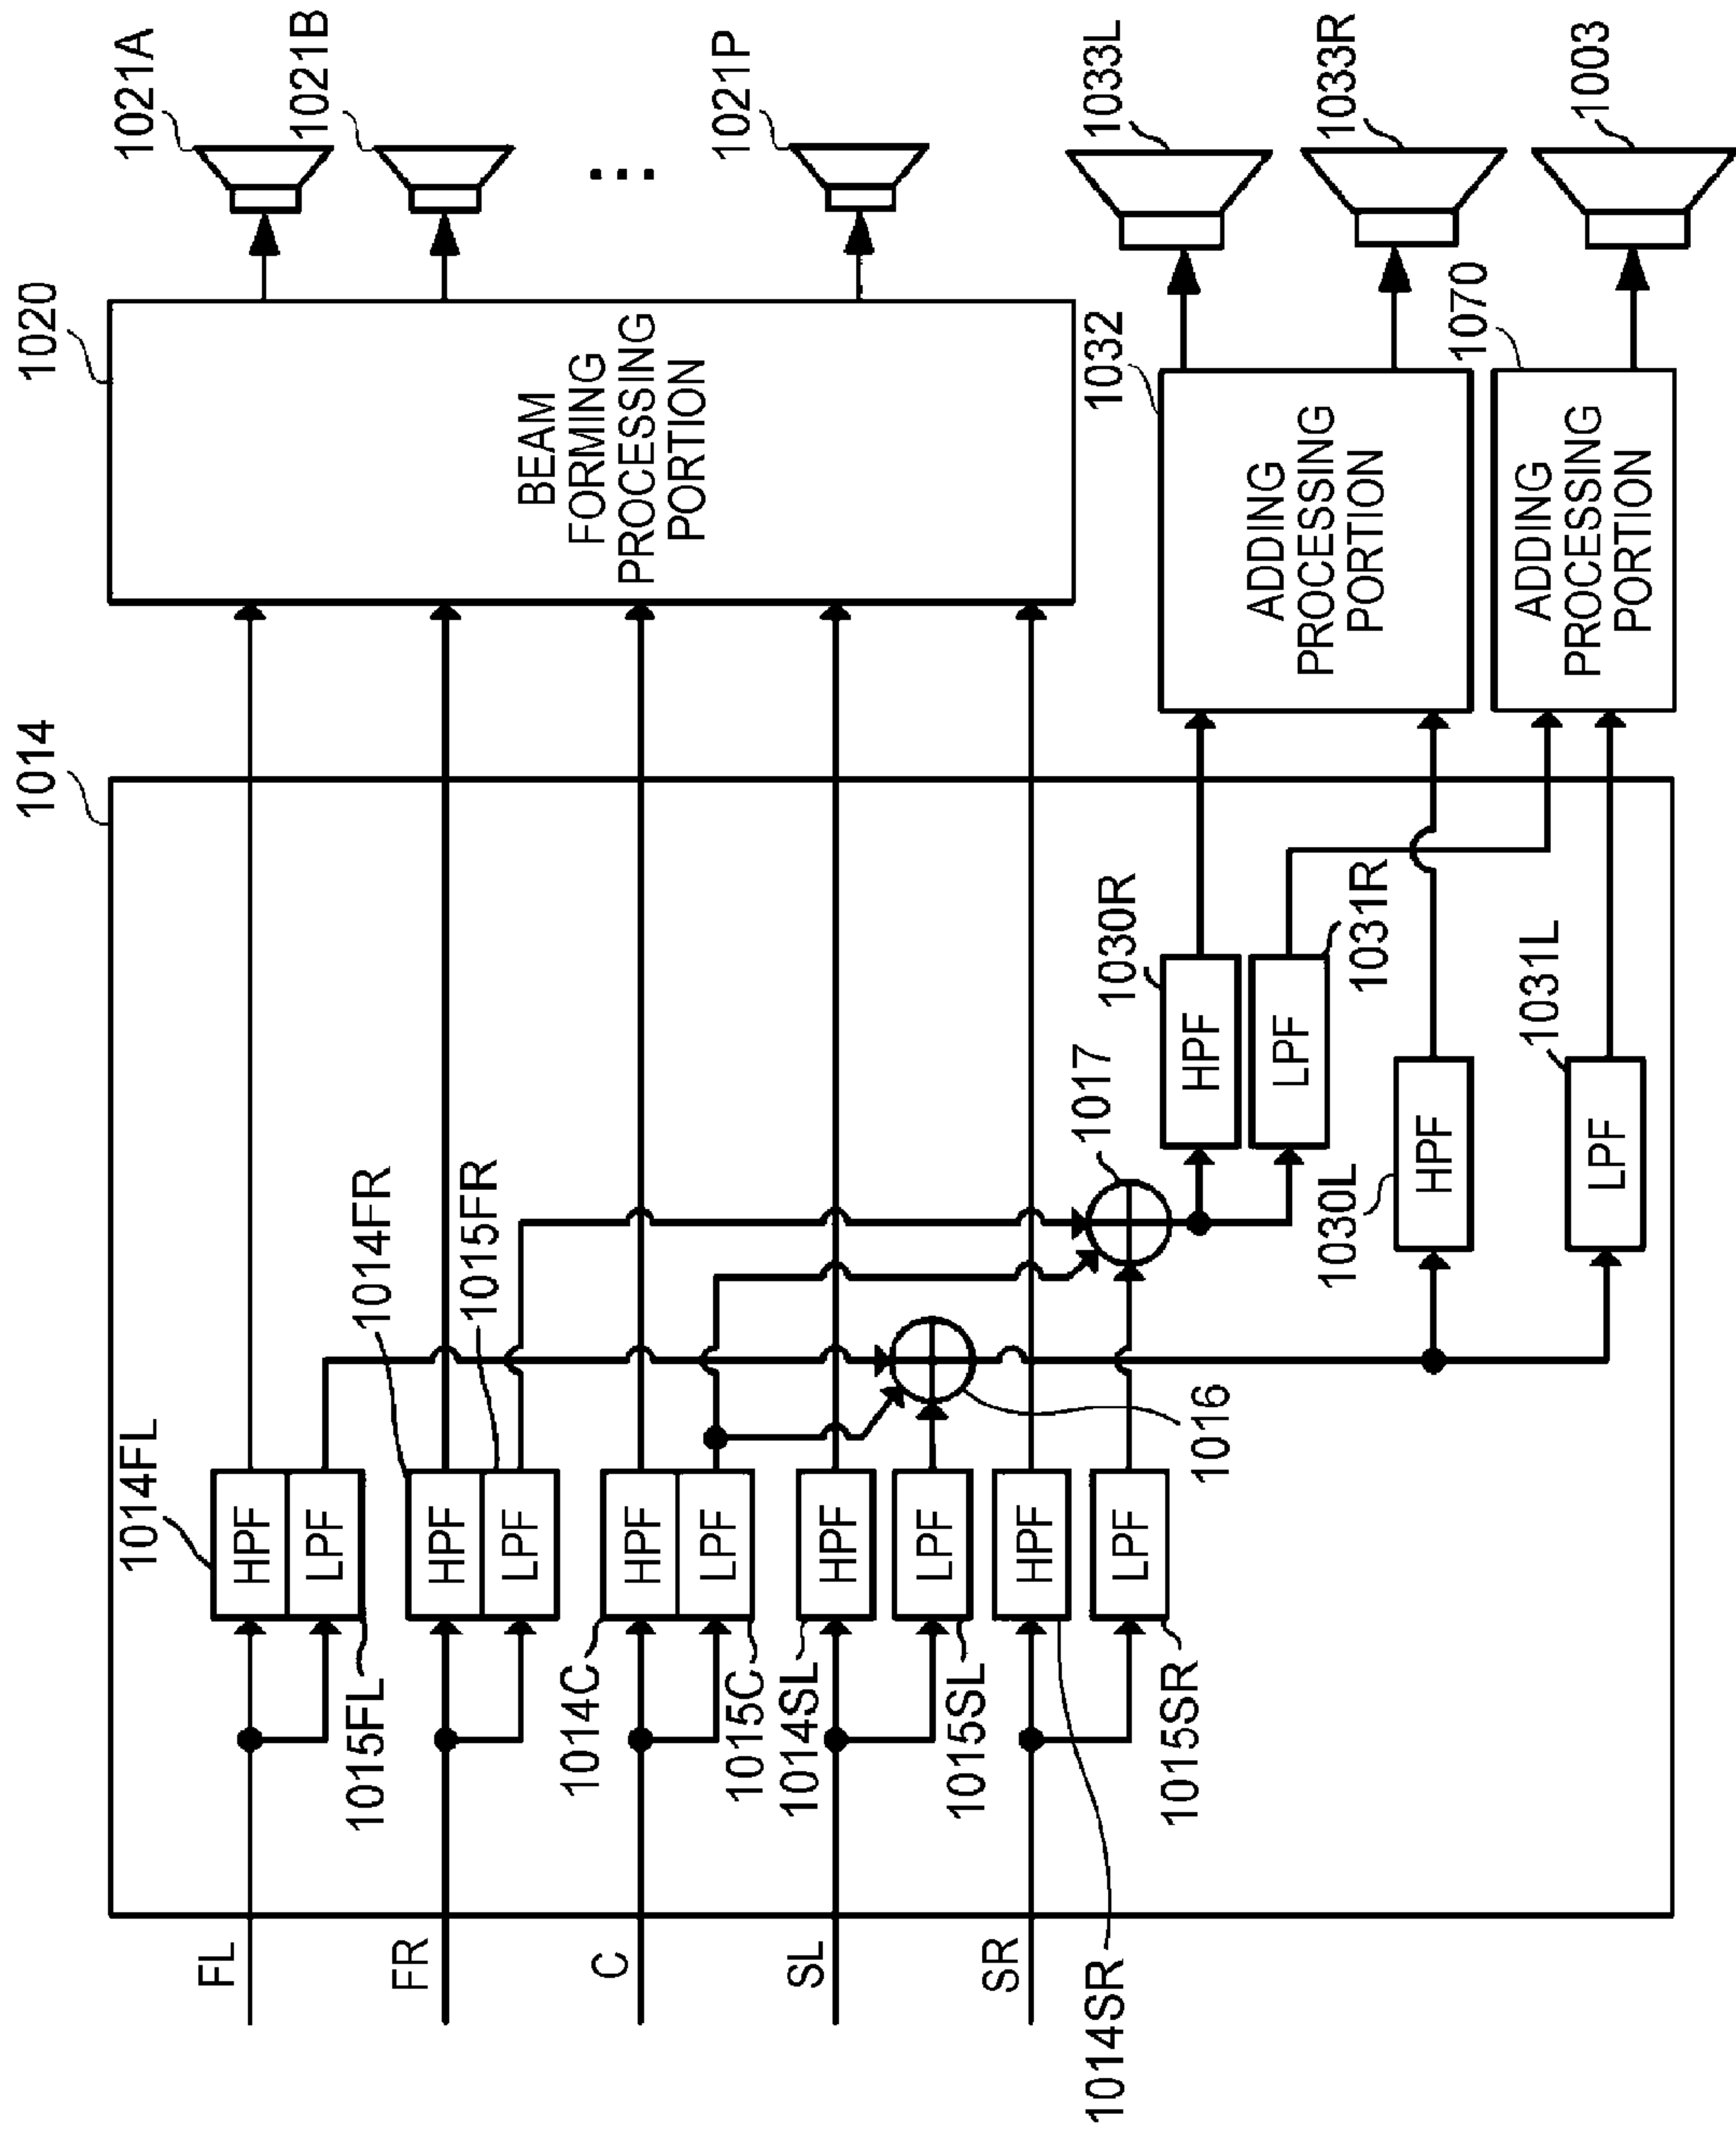 1014
1020
1021A
1021B
1021P
FL
1014FL
HPF
LPF
1015FL
FR
1014FR
HPF
LPF
1015FR
BEAM
FORMING
PROCESSING
PORTION
C
1014C
HPF
LPF
1015C
SL
1014SL
HPF
LPF
1015SL
SR
HPF
1014SR
LPF
1015SR
1016
1017
HPF
1030R
LPF
1031R
1030L
HPF
LPF
1031L
1032
ADDING
PROCESSING
PORTION
1070
ADDING
PROCESSING
PORTION
1033L
1033R
1003